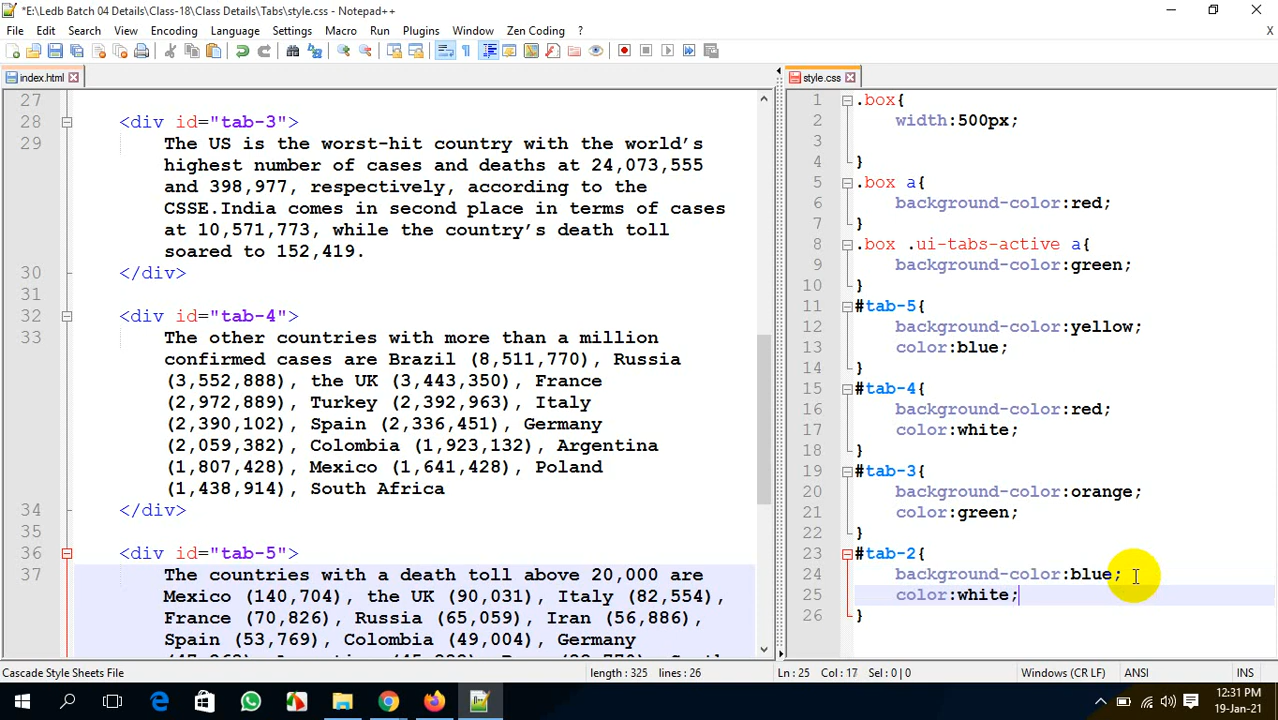 *E:\Ledb Batch 04 Details\Class-18\Class Details\Tabs\style.css - Notepad++
File Edit Search View Encoding Language Settings Macro Run Plugins Window Zen Coding ? X
index.html
27
28 <div id="tab-3">
29 The US is the worst-hit country with the world’s
highest number of cases and deaths at 24,073,555
and 398,977, respectively, according to the
CSSE.India comes in second place in terms of cases
at 10,571,773, while the country’s death toll
soared to 152,419.
30 </div>
31
32 <div id="tab-4">
33 The other countries with more than a million
confirmed cases are Brazil (8,511,770), Russia
(3,552,888), the UK (3,443,350), France
(2,972,889), Turkey (2,392,963), Italy
(2,390,102), Spain (2,336,451), Germany
(2,059,382), Colombia (1,923,132), Argentina
(1,807,428), Mexico (1,641,428), Poland
(1,438,914), South Africa
34 </div>
35
36 <div id="tab-5">
37 The countries with a death toll above 20,000 are
Mexico (140,704), the UK (90,031), Italy (82,554),
France (70,826), Russia (65,059), Iran (56,886),
Spain (53,769), Colombia (49,004), Germany
style.css
1 .box{
2 width:500px;
3
4 }
5 .box a{
6 background-color:red;
7 }
8 .box .ui-tabs-active a{
9 background-color:green;
10 }
11 #tab-5{
12 background-color:yellow;
13 color:blue;
14 }
15 #tab-4{
16 background-color:red;
17 color:white;
18 }
19 #tab-3{
20 background-color:orange;
21 color:green;
22 }
23 #tab-2{
24 background-color:blue;
25 color:white;
26 }
Cascade Style Sheets File length : 325 lines : 26 Ln : 25 Col : 17 Sel : 0 | 0 Windows (CR LF) ANSI INS
12:31 PM
19-Jan-21